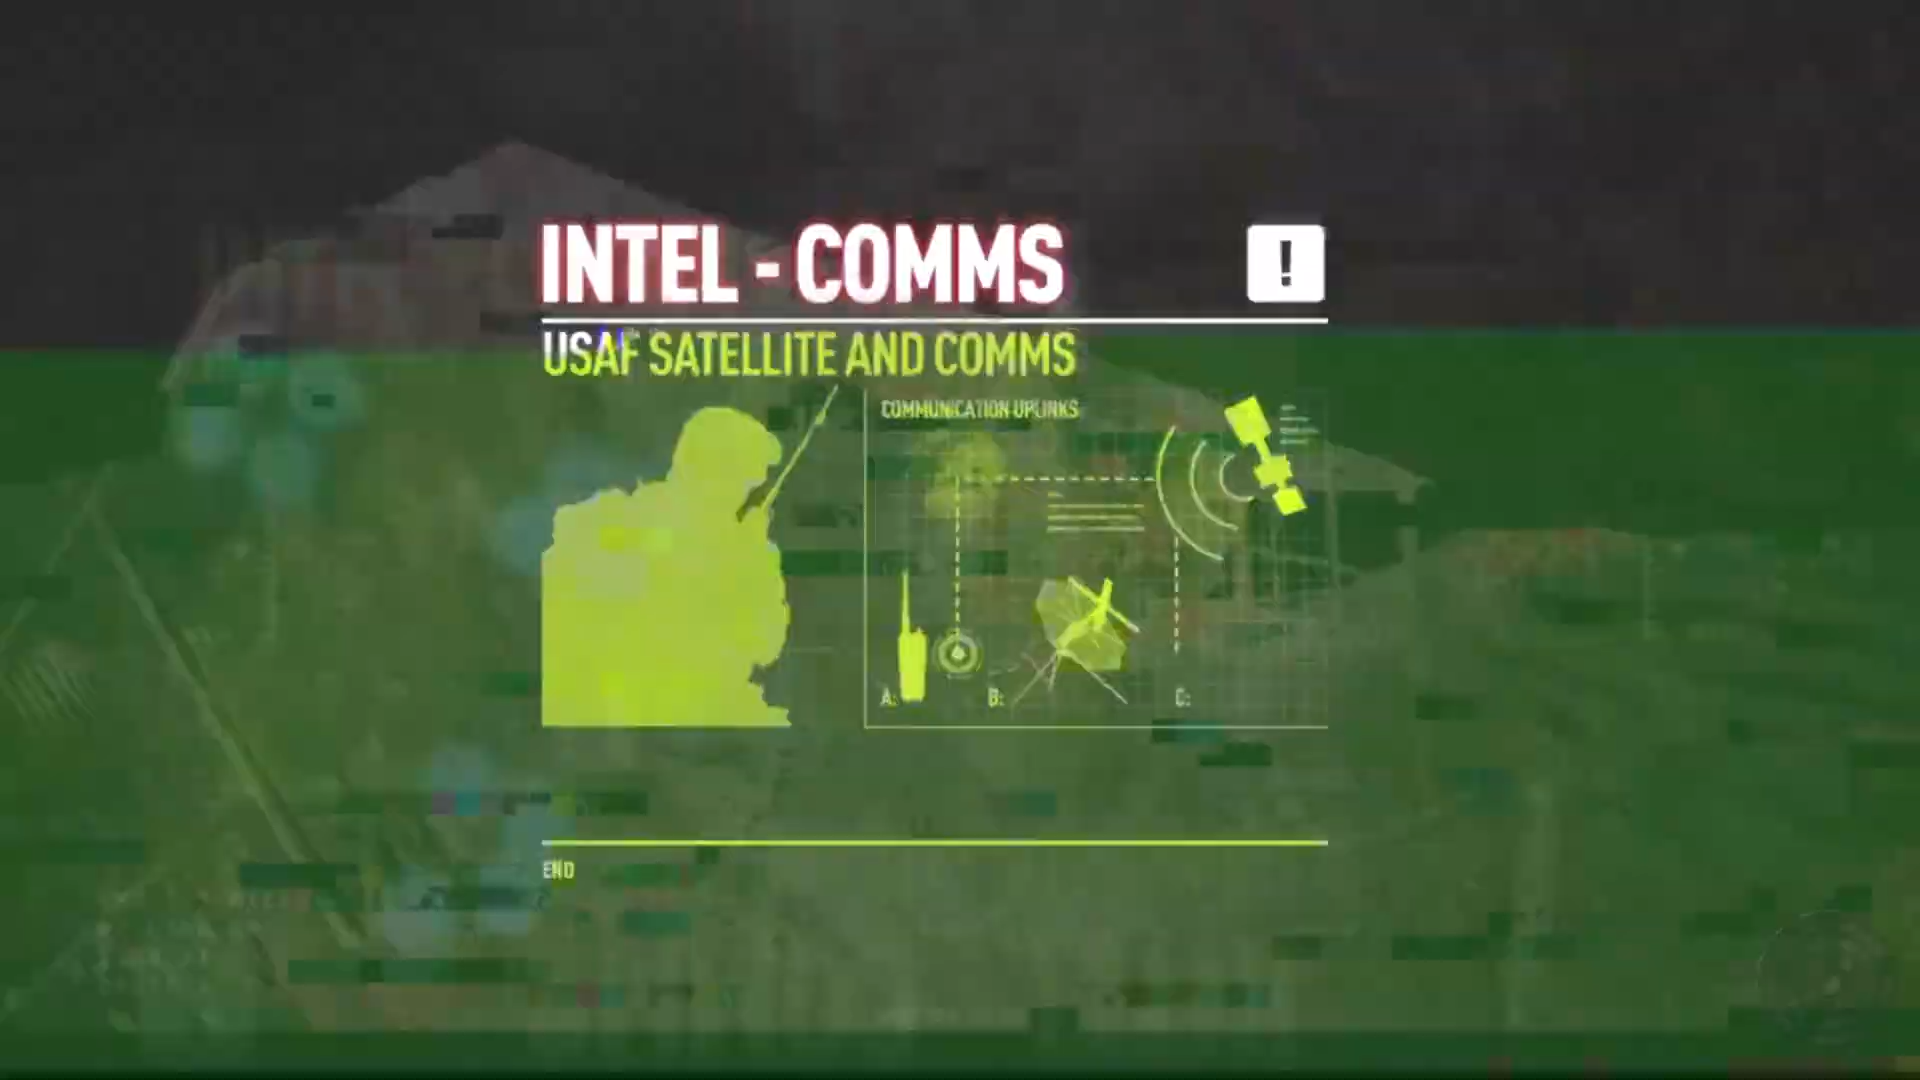 INTEL - COMMS
!
USAF SATELLITE AND COMMS
COMMUNICATION UPLINKS
A:
B:
C:
END